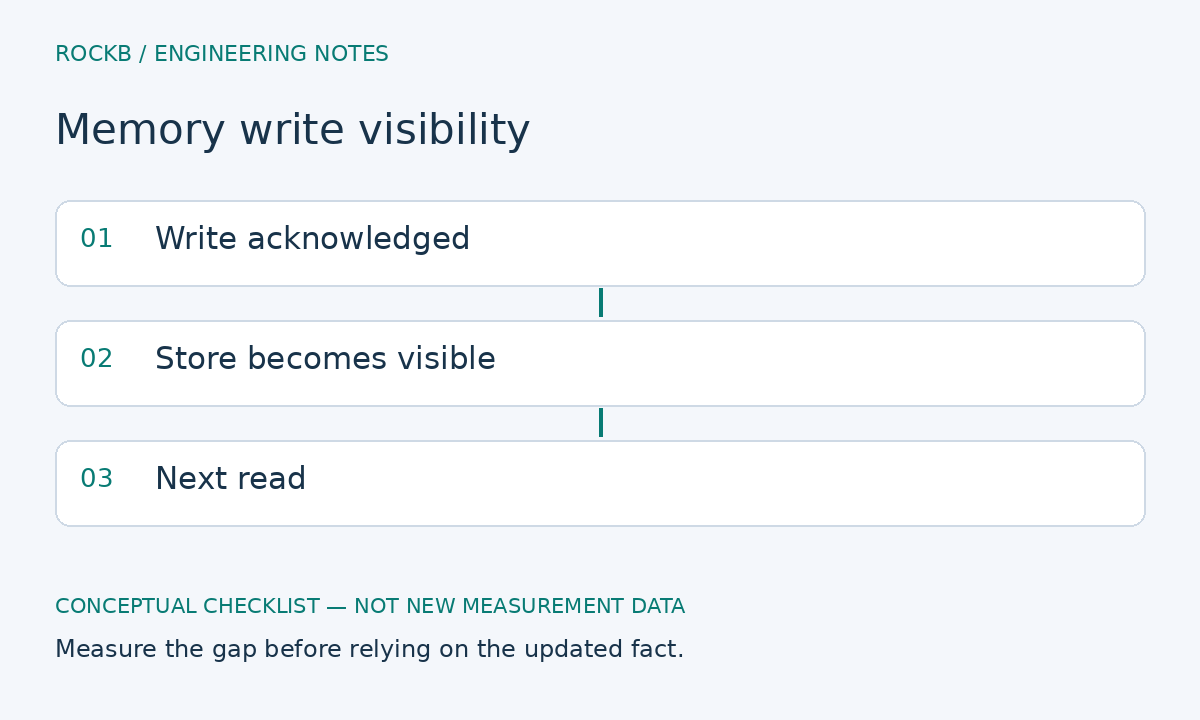 ROCKB / ENGINEERING NOTES
Memory write visibility
01 Write acknowledged
02 Store becomes visible
03 Next read
CONCEPTUAL CHECKLIST — NOT NEW MEASUREMENT DATA
Measure the gap before relying on the updated fact.